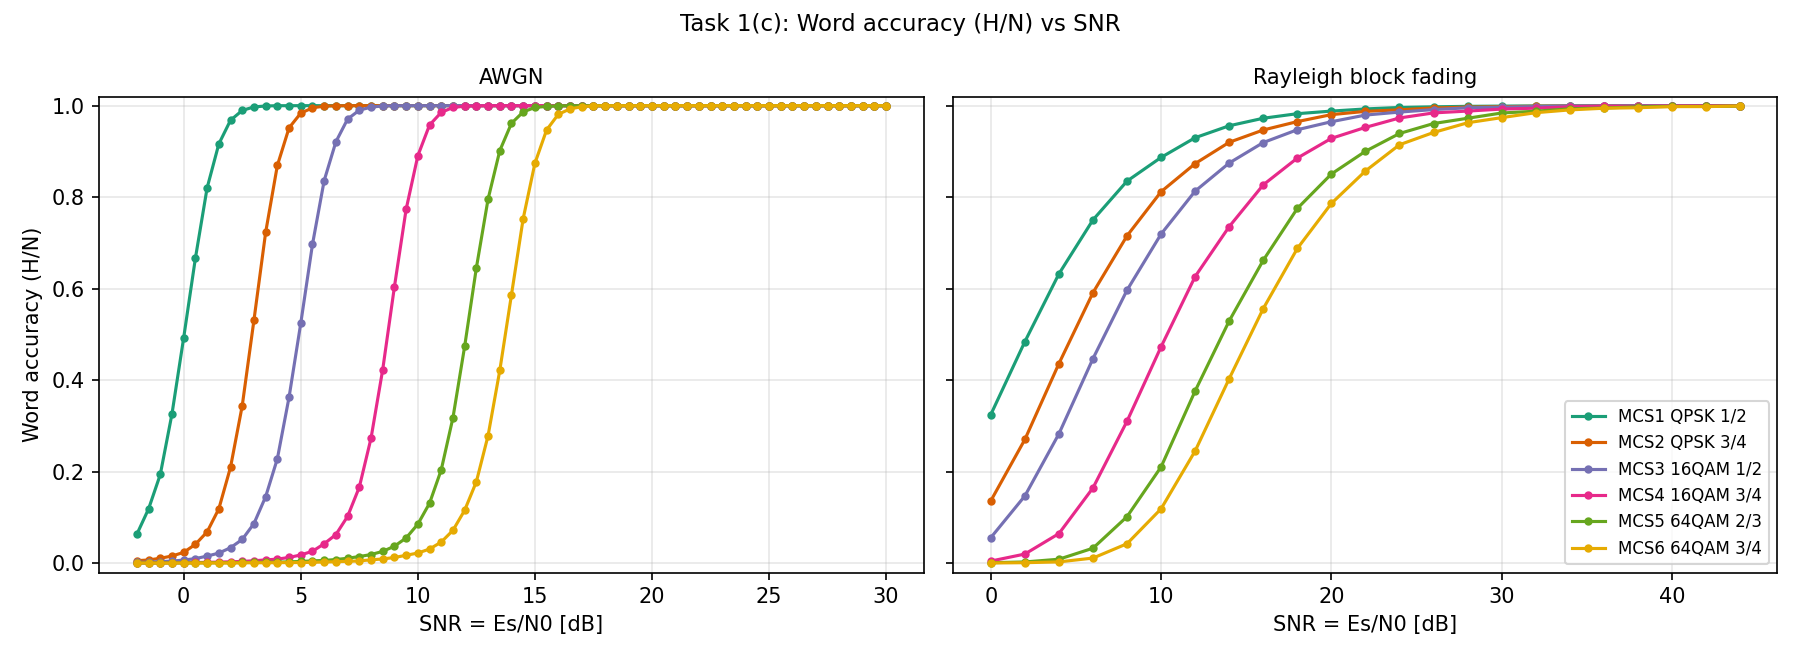 Task 1(c): Word accuracy (H/N) vs SNR
AWGN
Word accuracy (H/N)
1.0
0.8
0.6
0.4
0.2
0.0
0 5 10 15 20 25 30
SNR = Es/N0 [dB]
Rayleigh block fading
MCS1 QPSK 1/2
MCS2 QPSK 3/4
MCS3 16QAM 1/2
MCS4 16QAM 3/4
MCS5 64QAM 2/3
MCS6 64QAM 3/4
0 10 20 30 40
SNR = Es/N0 [dB]